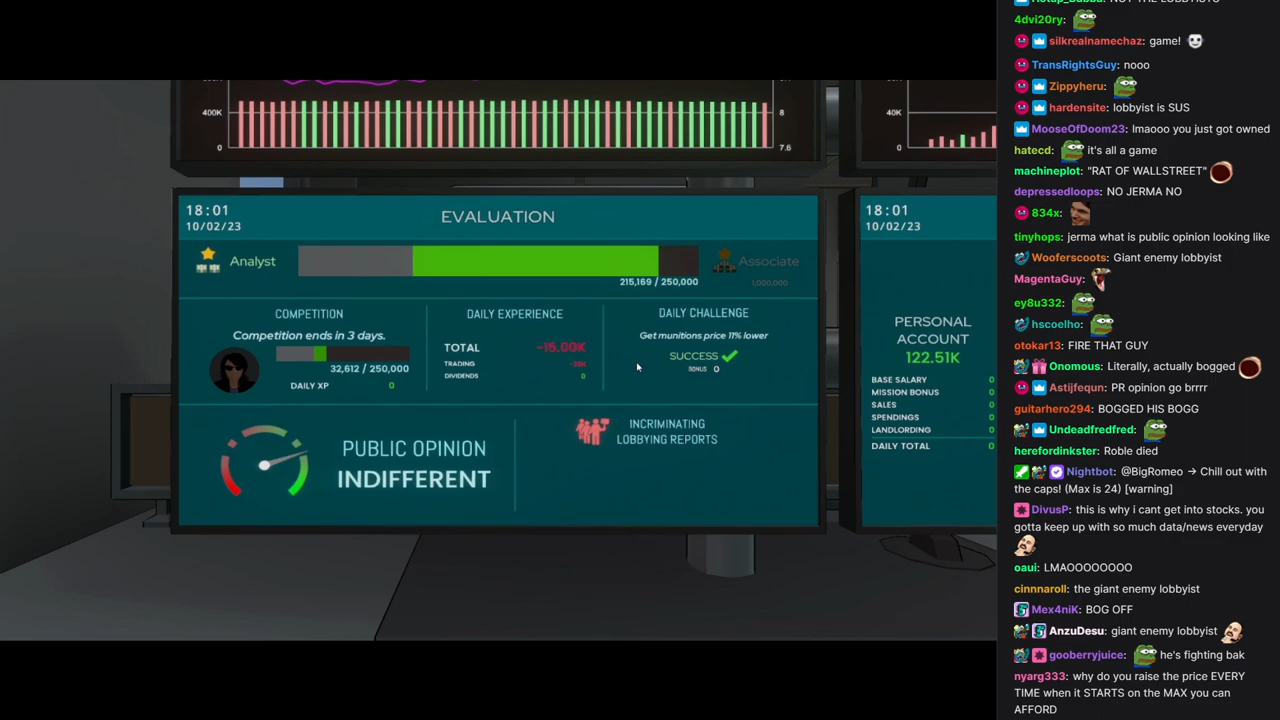 400K
0
8
7.6
40K
0
18:01
10/02/23
EVALUATION
Analyst
Associate
215,169 / 250,000
1,000,000
COMPETITION
Competition ends in 3 days.
32,612 / 250,000
DAILY XP 0
DAILY EXPERIENCE
TOTAL -15.00K
TRADING
DIVIDENDS 0
DAILY CHALLENGE
Get munitions price 11% lower
SUCCESS
BONUS 0
PUBLIC OPINION
INDIFFERENT
INCRIMINATING
LOBBYING REPORTS
18:01
10/02/23
PERSONAL
ACCOUNT
122.51K
BASE SALARY 0
MISSION BONUS 0
SALES 0
SPENDINGS 0
LANDLORDING 0
DAILY TOTAL 0
4dvi20ry:
silkrealnamechaz: game!
TransRightsGuy: nooo
Zippyheru:
hardensite: lobbyist is SUS
MooseOfDoom23: lmaooo you just got owned
hatecd: it's all a game
machineplot: "RAT OF WALLSTREET"
depressedloops: NO JERMA NO
834x:
tinyhops: jerma what is public opinion looking like
Wooferscoots: Giant enemy lobbyist
MagentaGuy:
ey8u332:
hscoelho:
otokar13: FIRE THAT GUY
Onomous: Literally, actually bogged
Astijfequn: PR opinion go brrrr
guitarhero294: BOGGED HIS BOGG
Undeadfredfred:
herefordinkster: Roble died
Nightbot: @BigRomeo -> Chill out with
the caps! (Max is 24) [warning]
DivusP: this is why i cant get into stocks. you
gotta keep up with so much data/news everyday
oaui: LMAOOOOOOOO
cinnnaroll: the giant enemy lobbyist
Mex4niK: BOG OFF
AnzuDesu: giant enemy lobbyist
gooberryjuice: he's fighting bak
nyarg333: why do you raise the price EVERY
TIME when it STARTS on the MAX you can
AFFORD